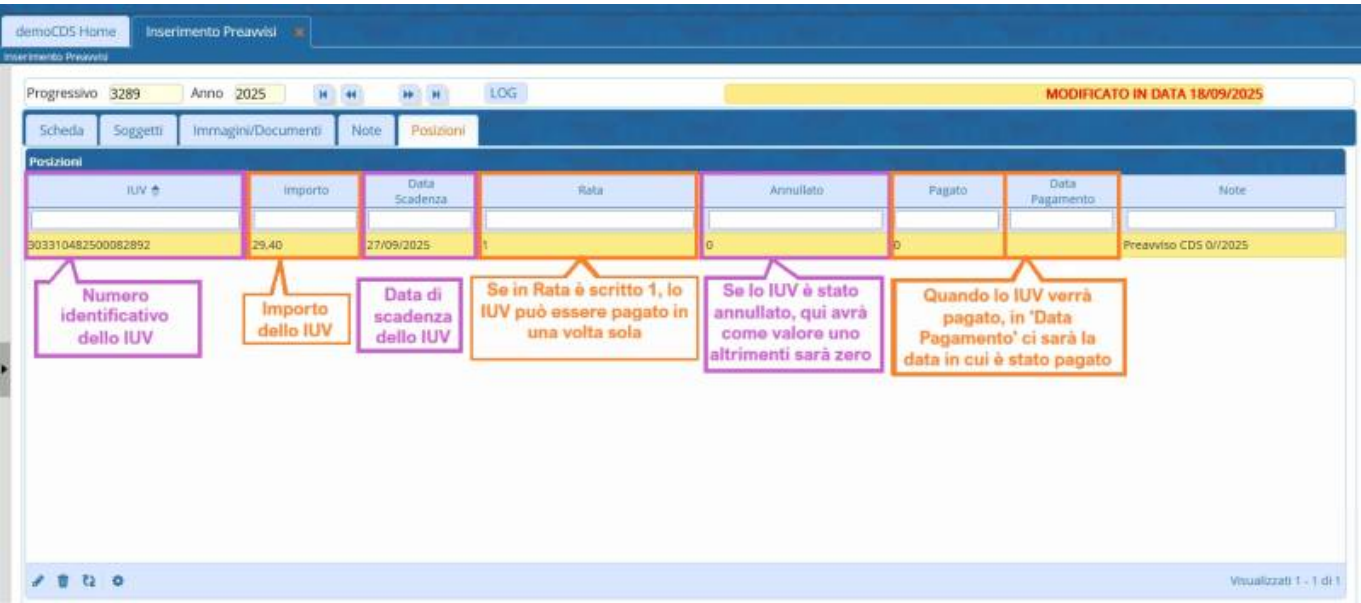 demoCDS Home Inserimento Preavvisi
Inserimento Preavvisi
Progressivo 3289 Anno 2025 LOG MODIFICATO IN DATA 18/09/2025
Scheda Soggetti Immagini/Documenti Note Posizioni
Posizioni
IUV Importo Data Scadenza Rata Annullato Pagato Data Pagamento Note
303310482500082892 29,40 27/09/2025 1 0 0 Preavviso CDS 0//2025
Numero
identificativo
dello IUV
Importo
dello IUV
Data di
scadenza
dello IUV
Se in Rata è scritto 1, lo
IUV può essere pagato in
una volta sola
Se lo IUV è stato
annullato, qui avrà
come valore uno
altrimenti sarà zero
Quando lo IUV verrà
pagato, in 'Data
Pagamento' ci sarà la
data in cui è stato pagato
Visualizzati 1 - 1 di 1